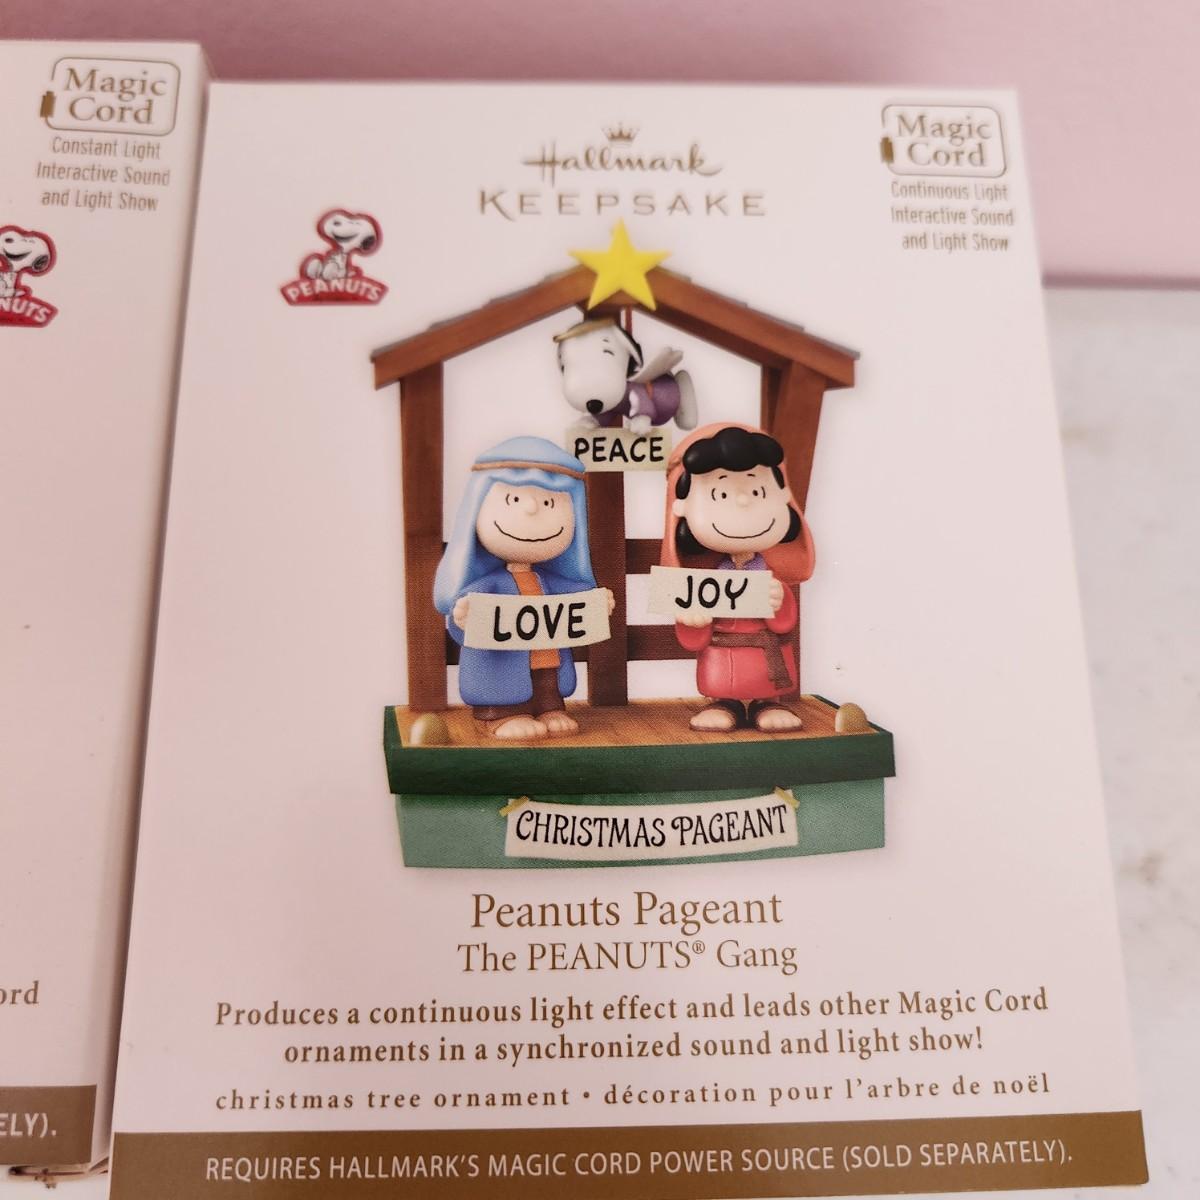 Magic
Cord
Constant Light
Interactive Sound
and Light Show
NUTS
ord
ELY).
Hallmark
KEEPSAKE
Magic
Cord
Continuous Light
Interactive Sound
and Light Show
PEANUTS
PEACE
LOVE
JOY
CHRISTMAS PAGEANT
Peanuts Pageant
The PEANUTS® Gang
Produces a continuous light effect and leads other Magic Cord
ornaments in a synchronized sound and light show!
christmas tree ornament • décoration pour l'arbre de noël
REQUIRES HALLMARK'S MAGIC CORD POWER SOURCE (SOLD SEPARATELY).